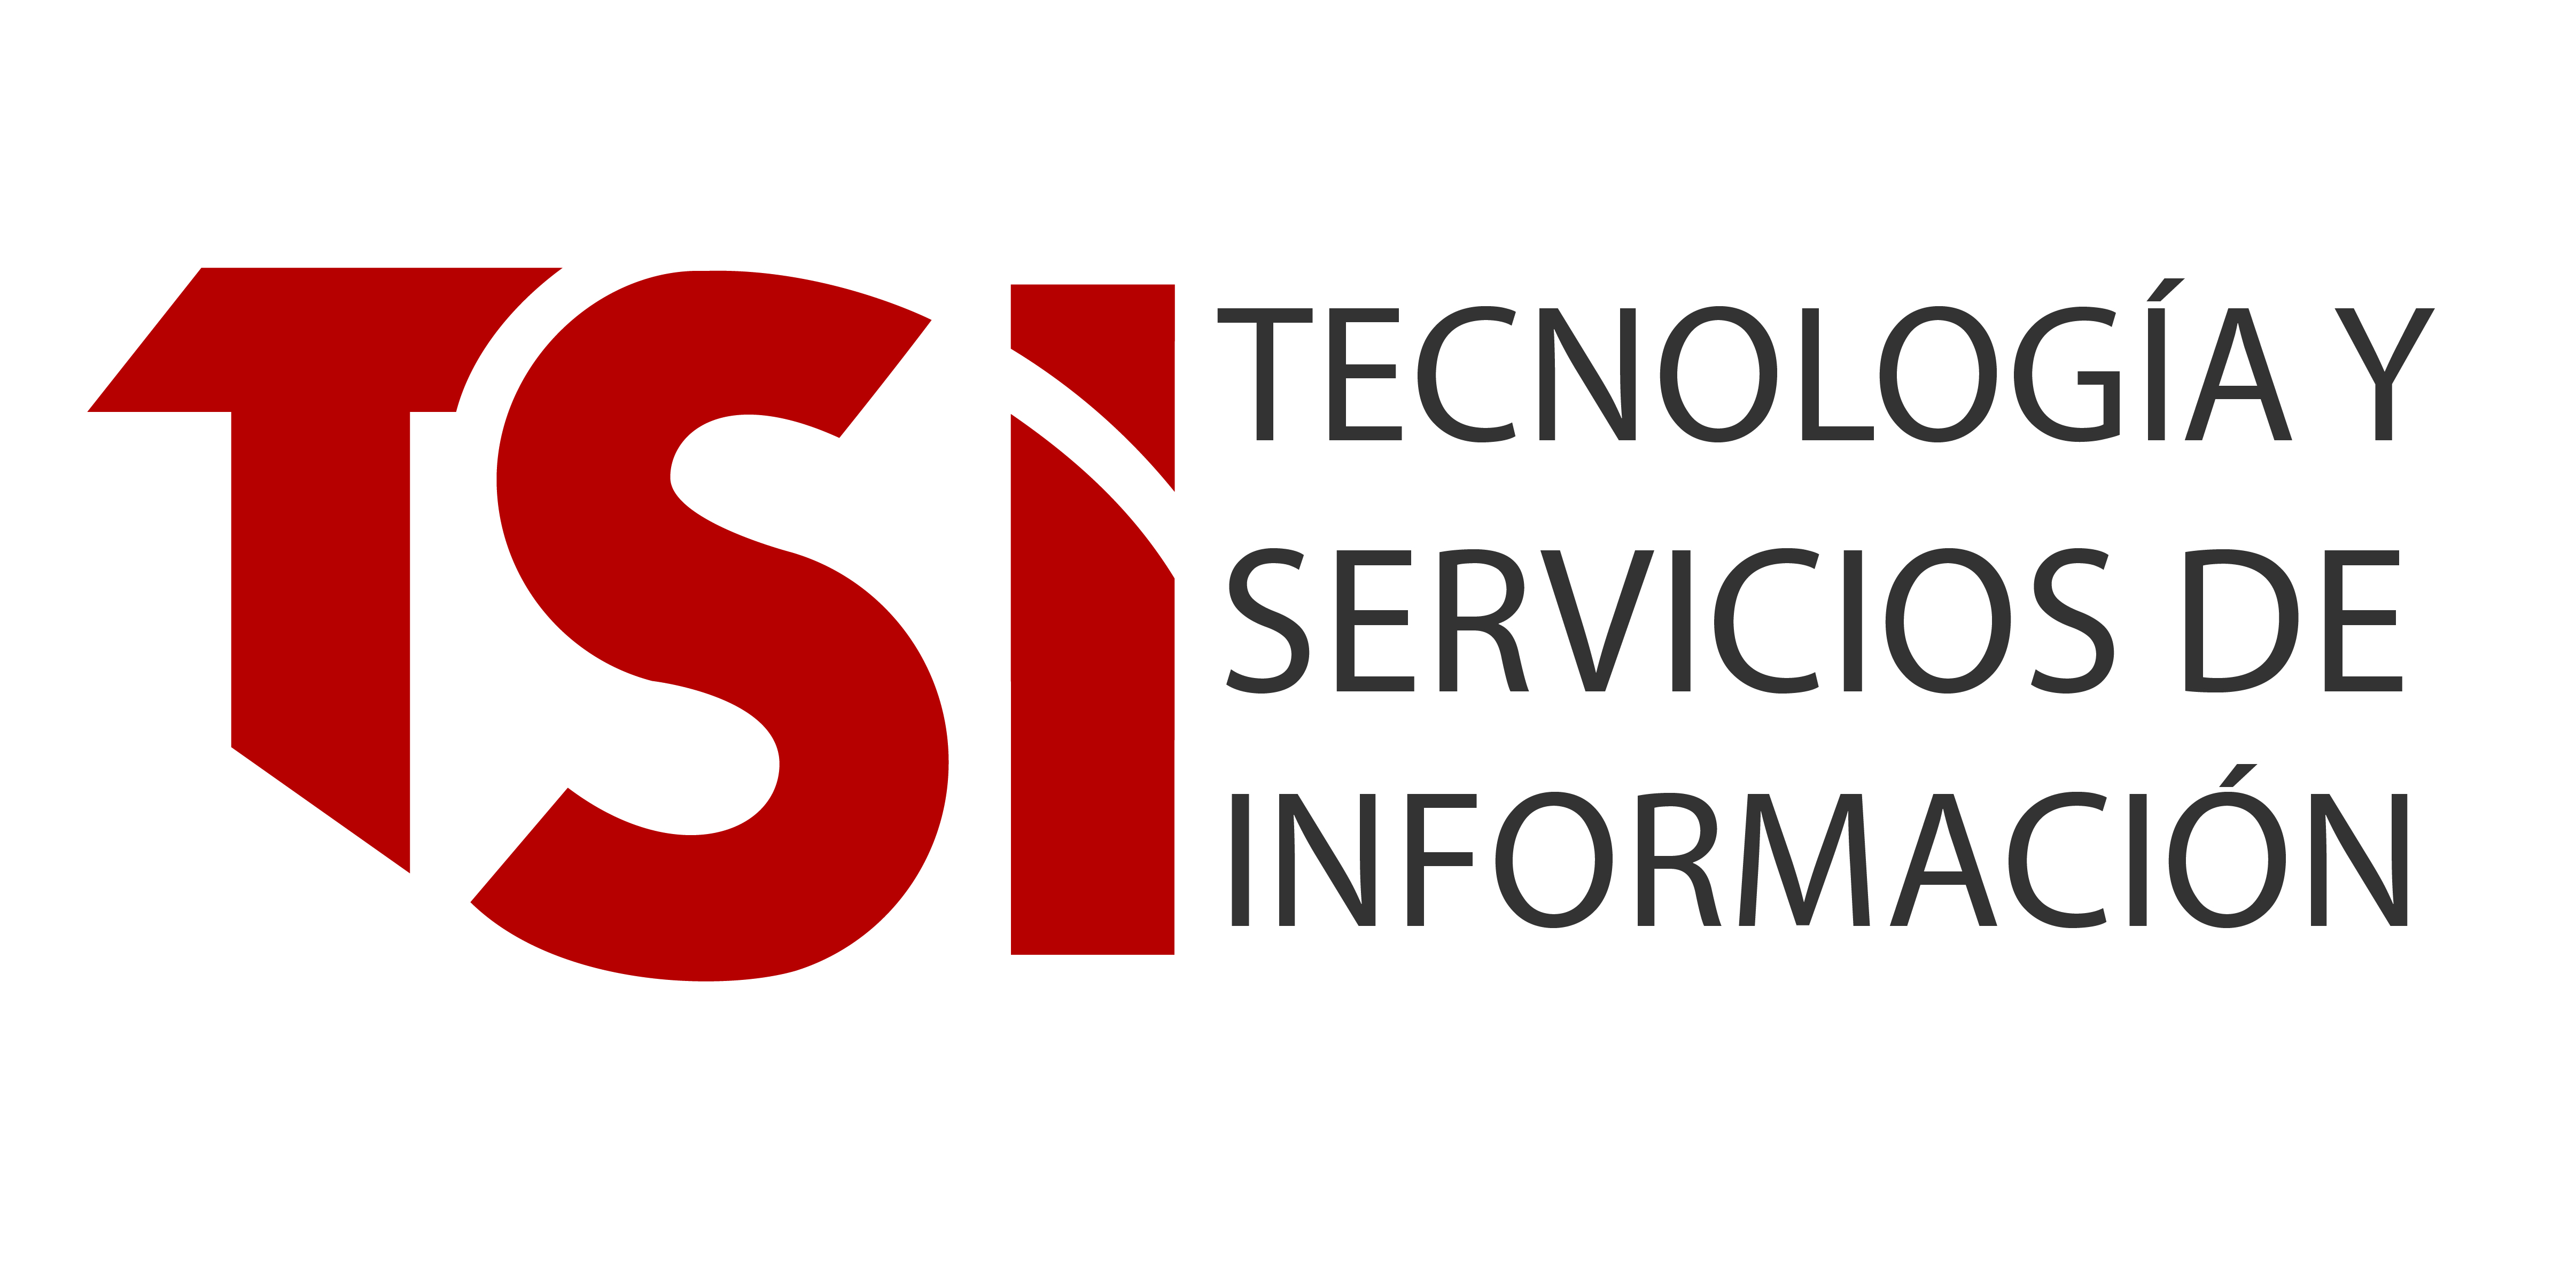 TSI
TECNOLOGÍA Y
SERVICIOS DE
INFORMACIÓN